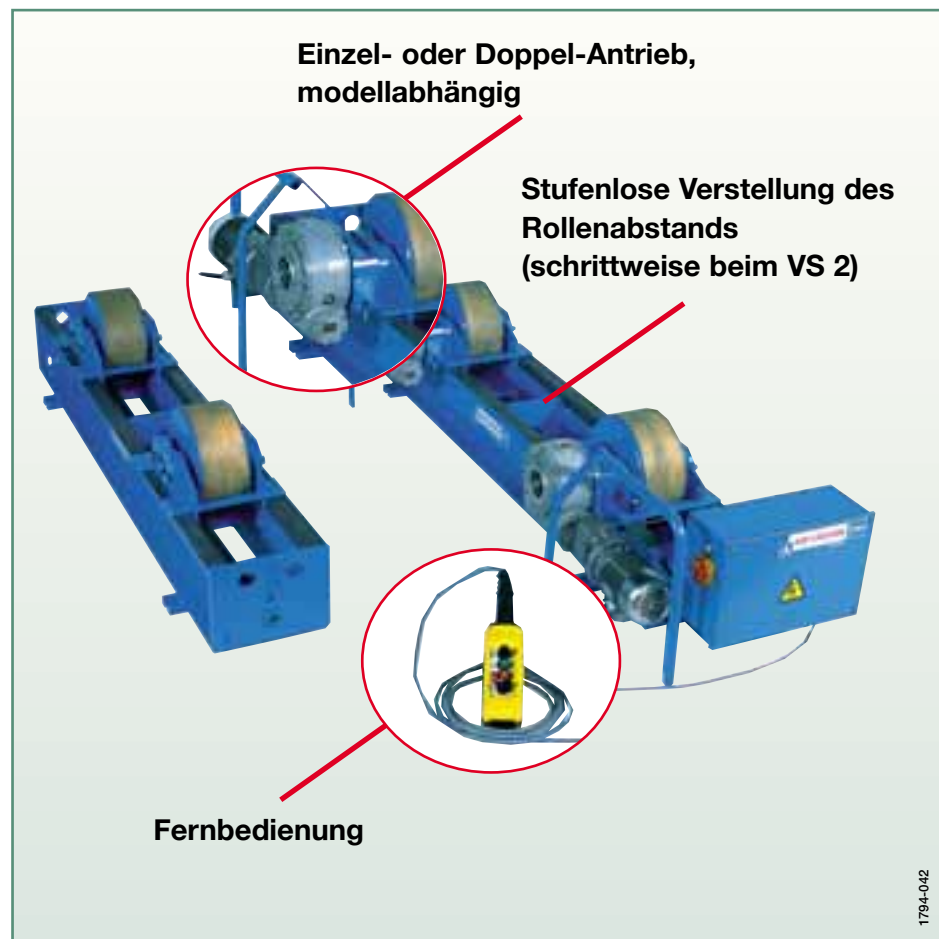 Einzel- oder Doppel-Antrieb,
modellabhängig
Stufenlose Verstellung des
Rollenabstands
(schrittweise beim VS 2)
Fernbedienung
1794-042